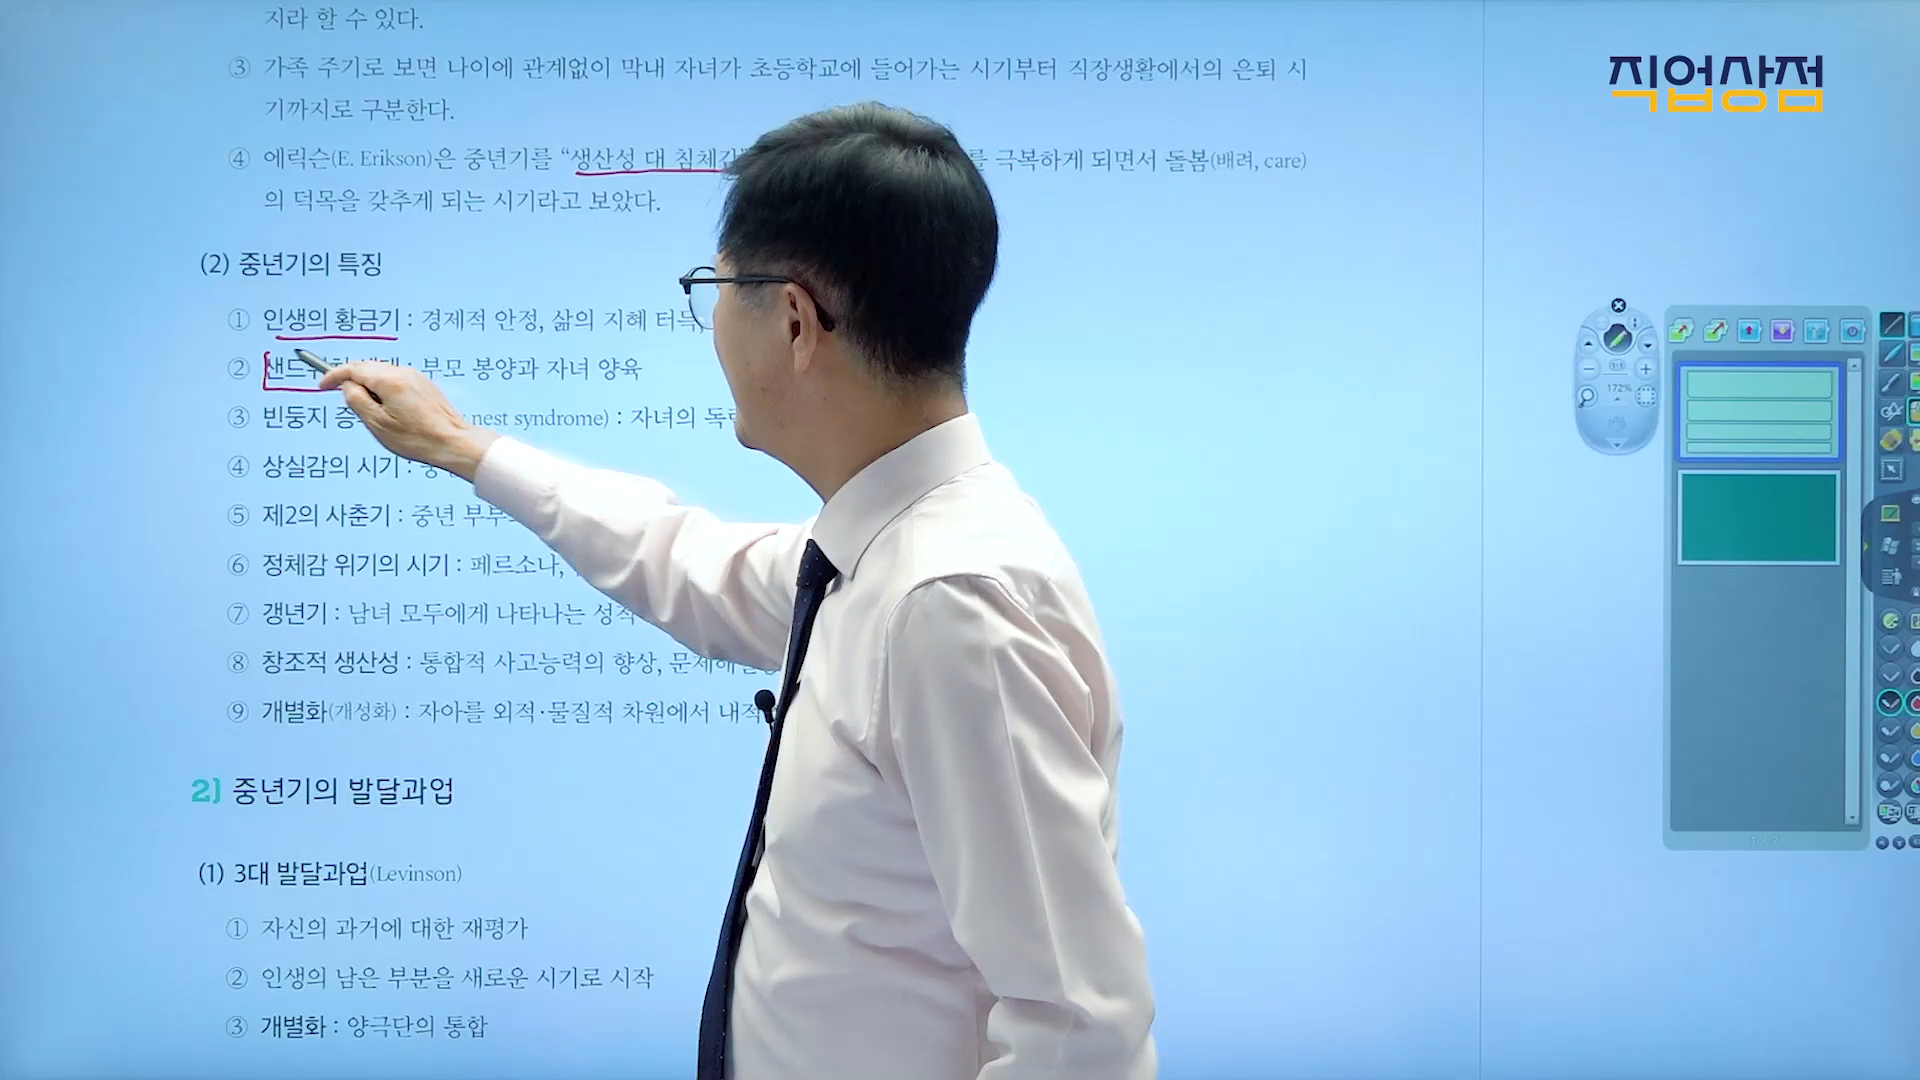 지라 할 수 있다.
직업상점
③ 가족 주기로 보면 나이에 관계없이 막내 자녀가 초등학교에 들어가는 시기부터 직장생활에서의 은퇴 시
기까지로 구분한다.
④ 에릭슨(E. Erikson)은 중년기를 “생산성 대 침체감” 를 극복하게 되면서 돌봄(배려, care)
의 덕목을 갖추게 되는 시기라고 보았다.
(2) 중년기의 특징
① 인생의 황금기 : 경제적 안정, 삶의 지혜 터득,
② 샌드 : 부모 봉양과 자녀 양육
③ 빈둥지 nest syndrome) : 자녀의
④ 상실감의 시기 :
⑤ 제2의 사춘기 : 중년
⑥ 정체감 위기의 시기 : 페르소나,
⑦ 갱년기 : 남녀 모두에게 나타나는
⑧ 창조적 생산성 : 통합적 사고능력의 향상,
⑨ 개별화(개성화) : 자아를 외적·물질적 차원에서
2) 중년기의 발달과업
(1) 3대 발달과업(Levinson)
① 자신의 과거에 대한 재평가
② 인생의 남은 부분을 새로운 시기로 시작
③ 개별화 : 양극단의 통합
172%